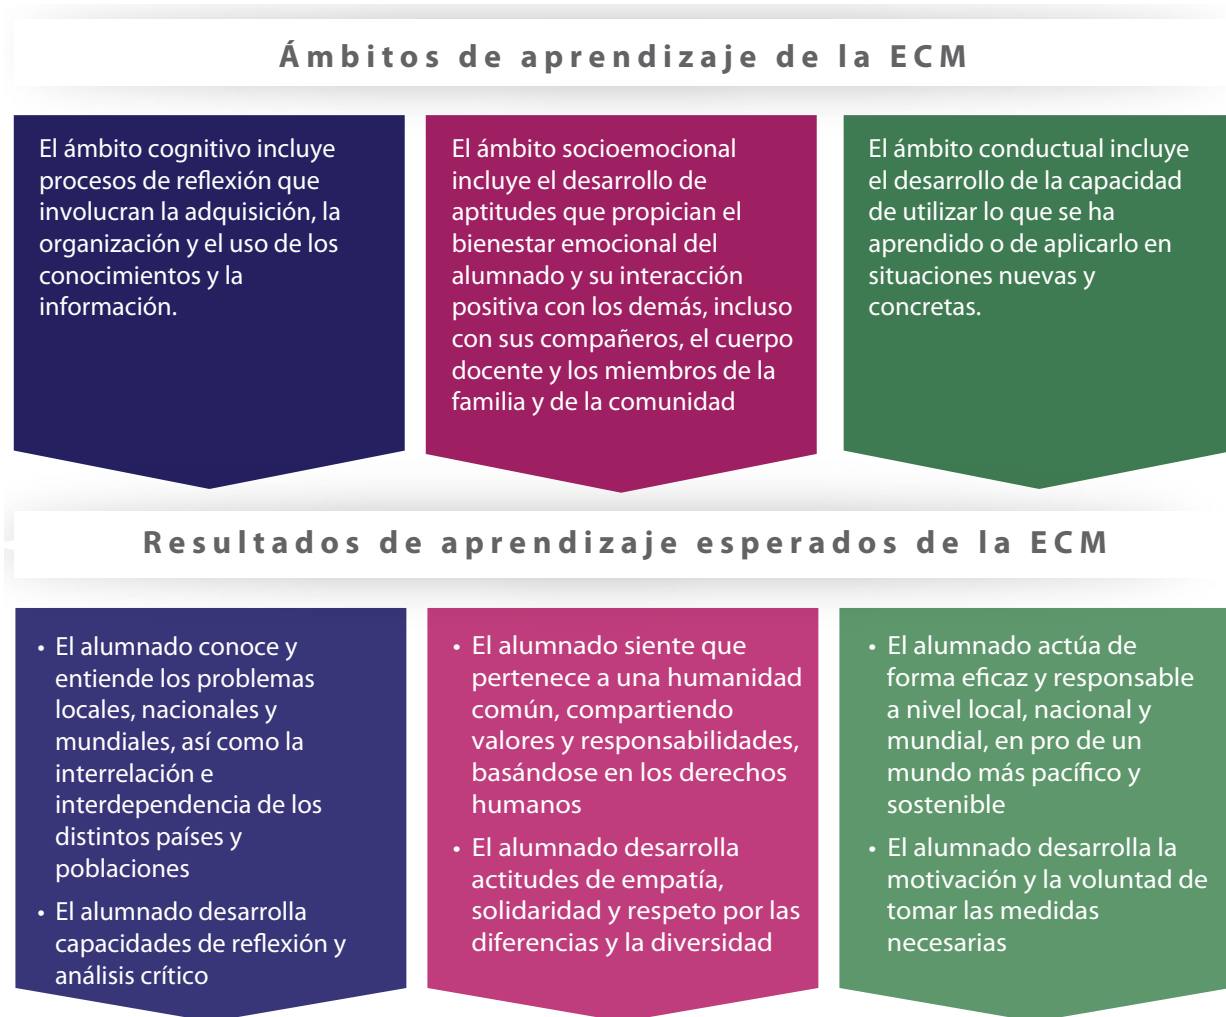 Ámbitos de aprendizaje de la ECM
El ámbito cognitivo incluye
procesos de reflexión que
involucran la adquisición, la
organización y el uso de los
conocimientos y la
información.
El ámbito socioemocional
incluye el desarrollo de
aptitudes que propician el
bienestar emocional del
alumnado y su interacción
positiva con los demás, incluso
con sus compañeros, el cuerpo
docente y los miembros de la
familia y de la comunidad
El ámbito conductual incluye
el desarrollo de la capacidad
de utilizar lo que se ha
aprendido o de aplicarlo en
situaciones nuevas y
concretas.
Resultados de aprendizaje esperados de la ECM
• El alumnado conoce y
entiende los problemas
locales, nacionales y
mundiales, así como la
interrelación e
interdependencia de los
distintos países y
poblaciones
• El alumnado desarrolla
capacidades de reflexión y
análisis crítico
• El alumnado siente que
pertenece a una humanidad
común, compartiendo
valores y responsabilidades,
basándose en los derechos
humanos
• El alumnado desarrolla
actitudes de empatía,
solidaridad y respeto por las
diferencias y la diversidad
• El alumnado actúa de
forma eficaz y responsable
a nivel local, nacional y
mundial, en pro de un
mundo más pacífico y
sostenible
• El alumnado desarrolla la
motivación y la voluntad de
tomar las medidas
necesarias